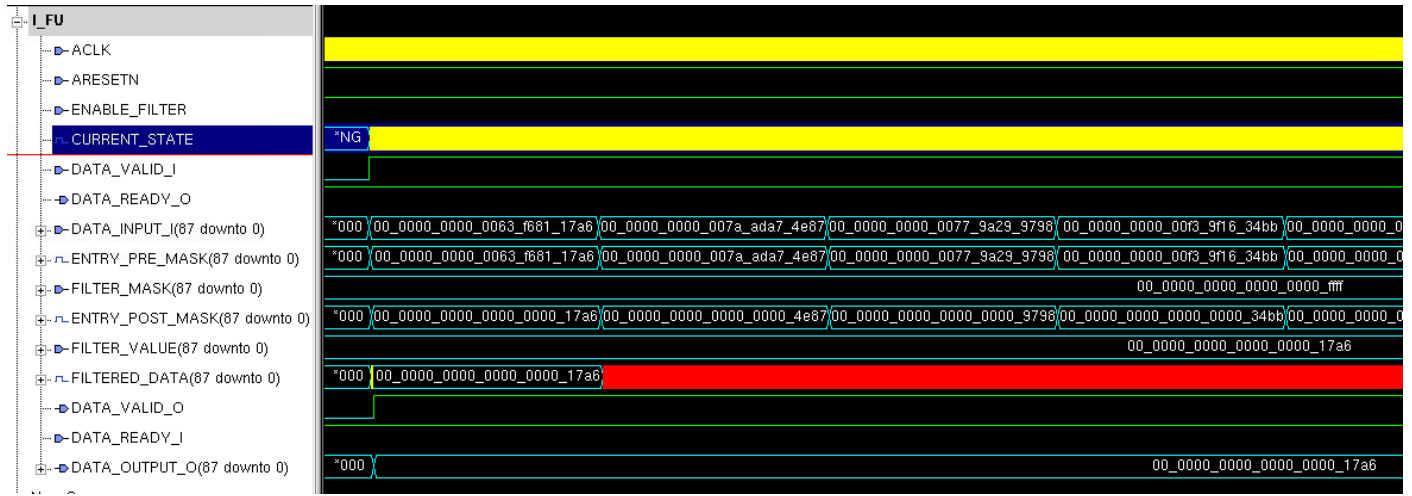 I_FU
ACLK
ARESETN
ENABLE_FILTER
CURRENT_STATE *NG
DATA_VALID_I
DATA_READY_O
DATA_INPUT_I(87 downto 0) *000 00_0000_0000_0063_f681_17a6 00_0000_0000_007a_ada7_4e87 00_0000_0000_0077_9a29_9798 00_0000_0000_00f3_9f16_34bb 00_0000_0000_0
ENTRY_PRE_MASK(87 downto 0) *000 00_0000_0000_0063_f681_17a6 00_0000_0000_007a_ada7_4e87 00_0000_0000_0077_9a29_9798 00_0000_0000_00f3_9f16_34bb 00_0000_0000_0
FILTER_MASK(87 downto 0) 00_0000_0000_0000_0000_ffff
ENTRY_POST_MASK(87 downto 0) *000 00_0000_0000_0000_0000_17a6 00_0000_0000_0000_0000_4e87 00_0000_0000_0000_0000_9798 00_0000_0000_0000_0000_34bb 00_0000_0000_0
FILTER_VALUE(87 downto 0) 00_0000_0000_0000_0000_17a6
FILTERED_DATA(87 downto 0) *000 00_0000_0000_0000_0000_17a6
DATA_VALID_O
DATA_READY_I
DATA_OUTPUT_O(87 downto 0) *000 00_0000_0000_0000_0000_17a6